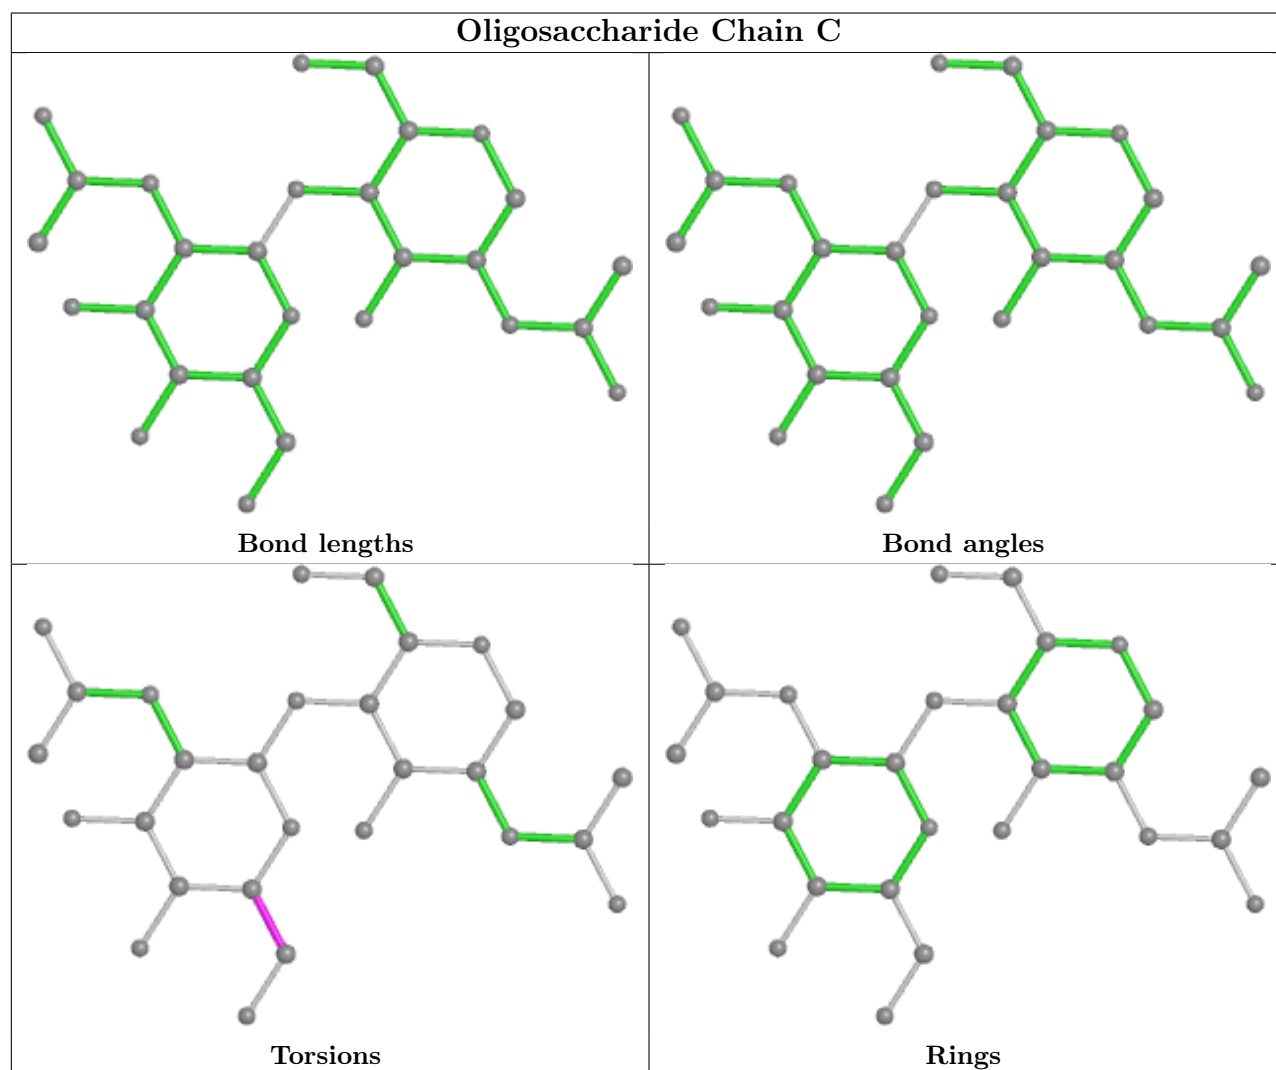 Oligosaccharide Chain C
Bond lengths
Bond angles
Torsions
Rings